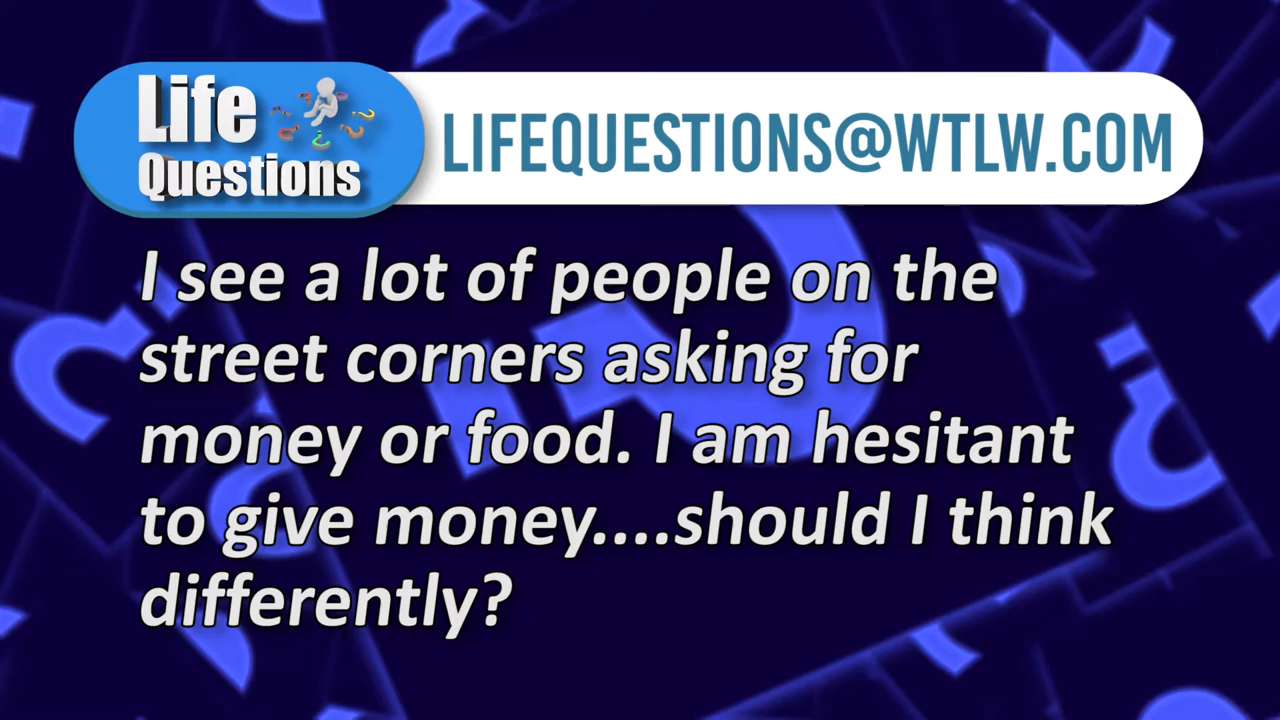 Life
Questions
LIFEQUESTIONS@WTLW.COM
I see a lot of people on the
street corners asking for
money or food. I am hesitant
to give money....should I think
differently?